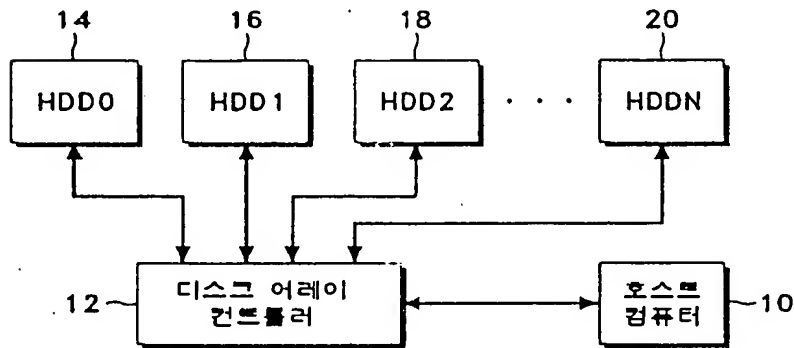 14
16
18
20
HDD0
HDD1
HDD2
· · ·
HDDN
12
디스크 어레이
컨트롤러
호스트
컴퓨터
10